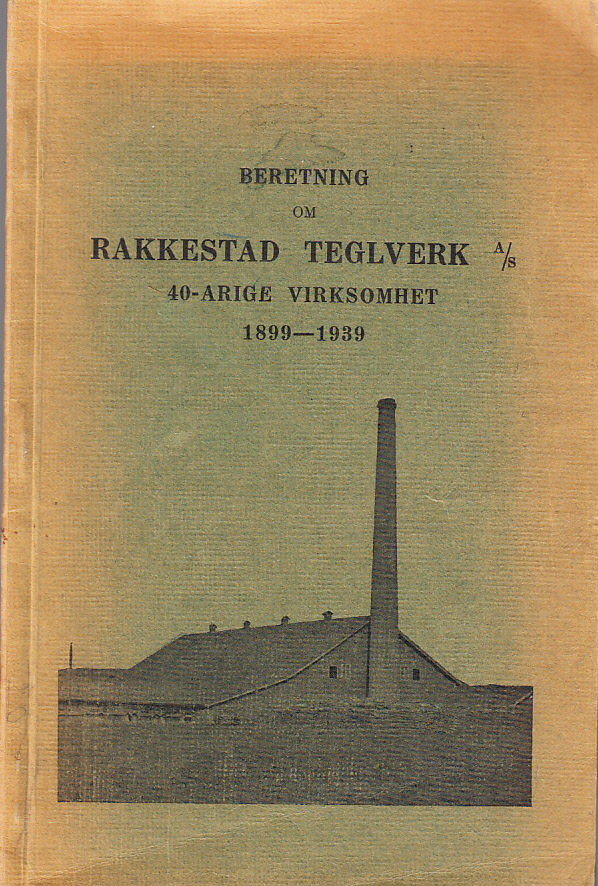 BERETNING
OM
RAKKESTAD TEGLVERK A/S
40-ARIGE VIRKSOMHET
1899—1939